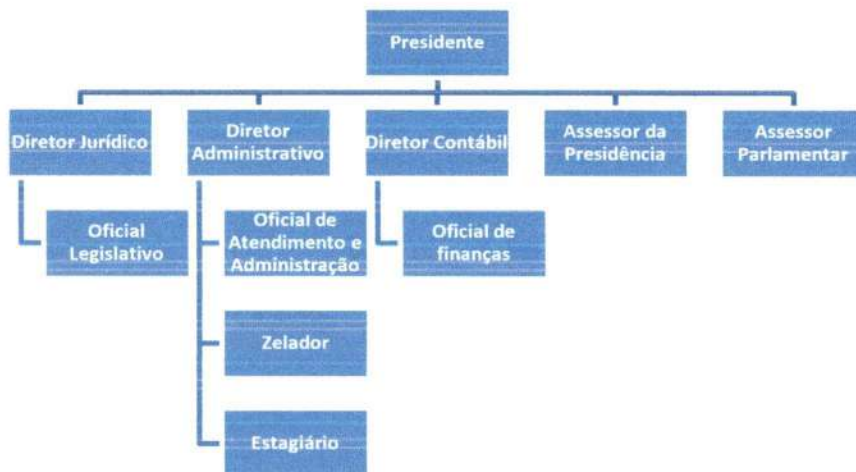 Presidente
Diretor Jurídico
Diretor
Administrativo
Diretor Contábil
Assessor da
Presidência
Assessor
Parlamentar
Oficial
Legislativo
Oficial de
Atendimento e
Administração
Oficial de
finanças
Zelador
Estagiário